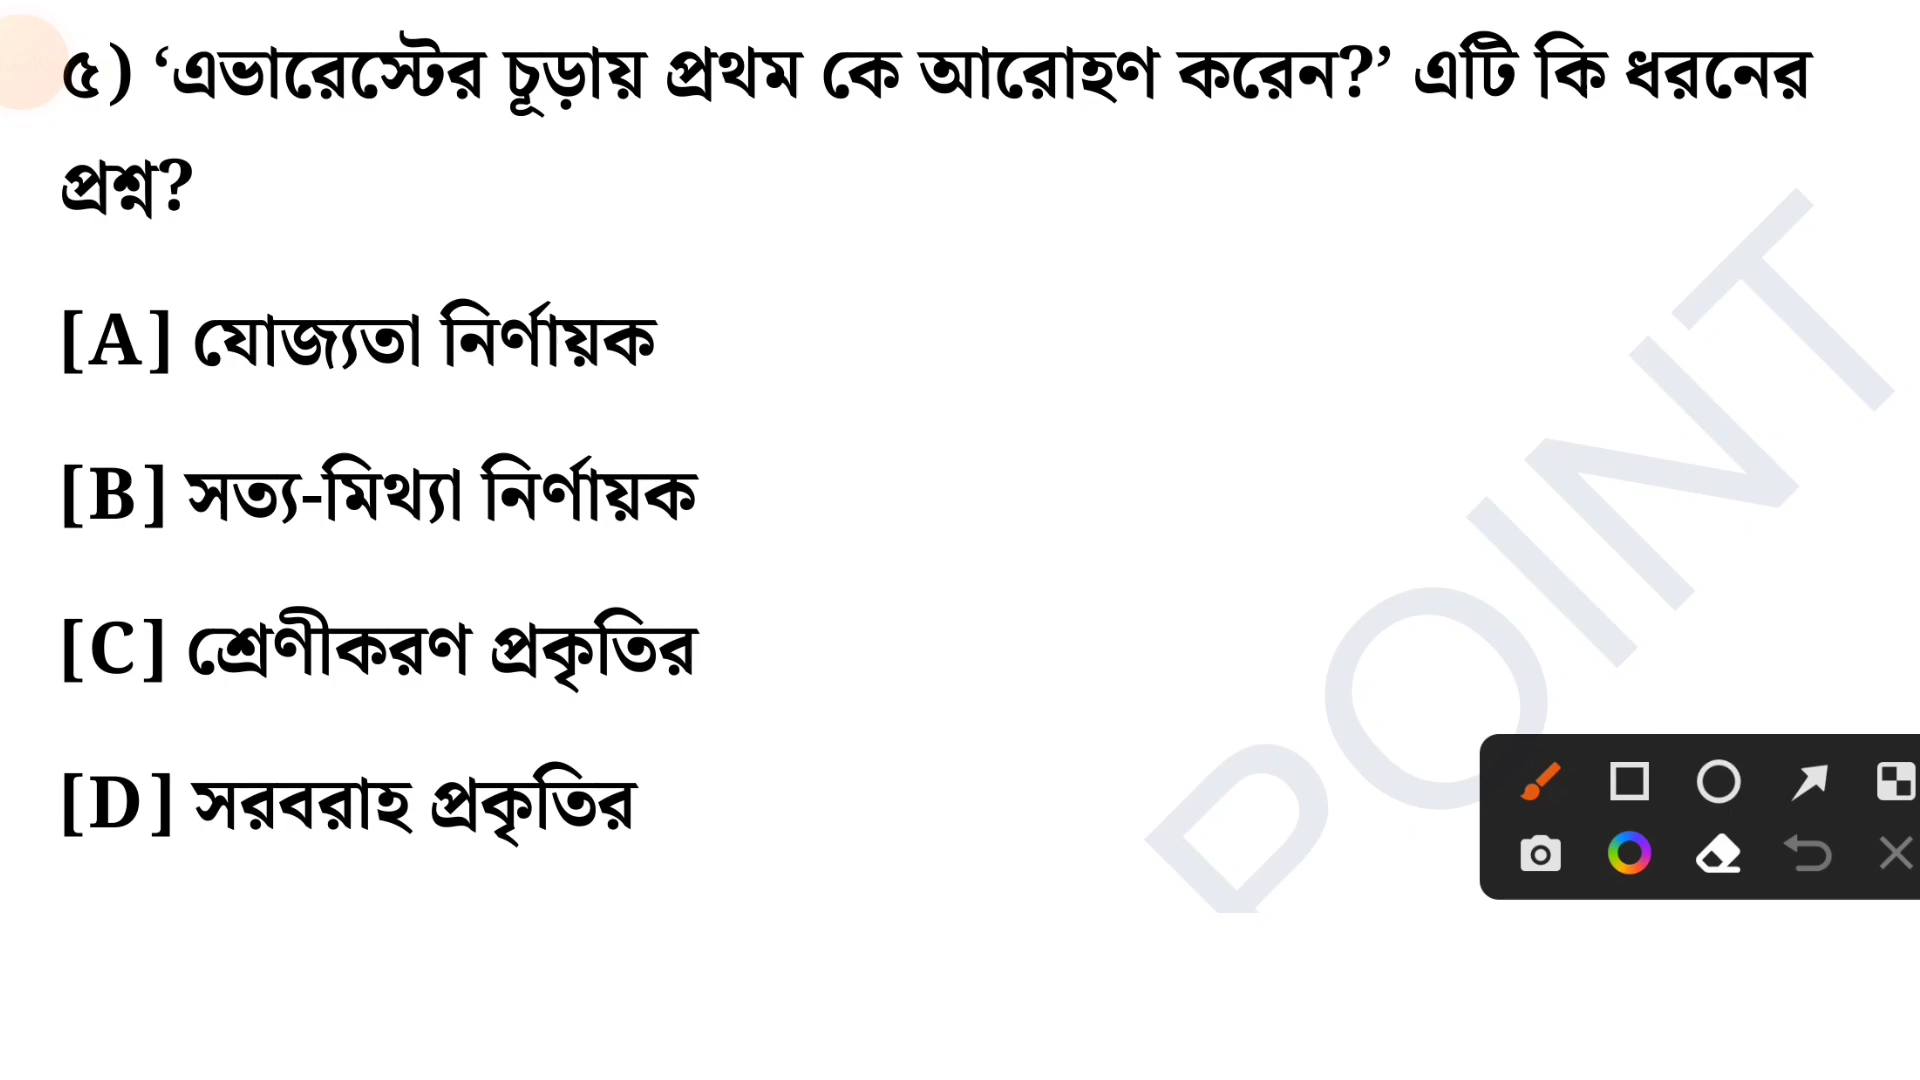 ৫) ‘এভারেস্টের চূড়ায় প্রথম কে আরোহণ করেন?’ এটি কি ধরনের
প্রশ্ন?
[A] যোজ্যতা নির্ণায়ক
[B] সত্য-মিথ্যা নির্ণায়ক
[C] শ্রেণীকরণ প্রকৃতির
[D] সরবরাহ প্রকৃতির
POINT